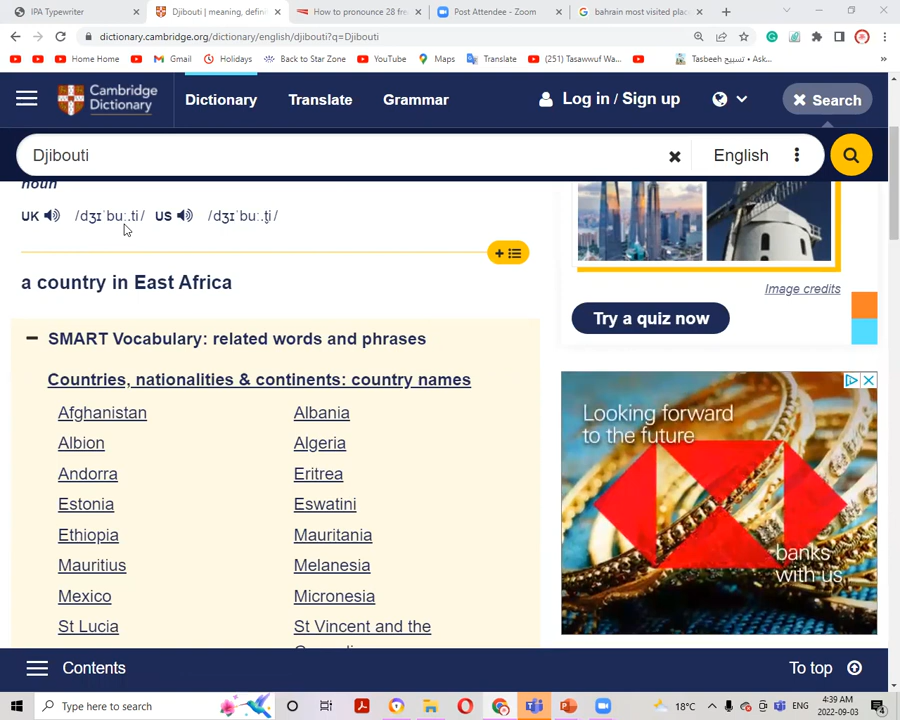 IPA Typewriter
Djibouti | meaning, defini
How to pronounce 28 fre
Post Attendee - Zoom
bahrain most visited plac
dictionary.cambridge.org/dictionary/english/djibouti?q=Djibouti
Home Home
Gmail
Holidays
Back to Star Zone
YouTube
Maps
Translate
(251) Tasawwuf Wa...
Tasbeeh تسبيح • Ask...
Cambridge
Dictionary
Dictionary
Translate
Grammar
Log in / Sign up
Search
Djibouti
English
noun
UK /dʒɪˈbuː.ti/ US /dʒɪˈbuː.t̬i/
a country in East Africa
Image credits
Try a quiz now
SMART Vocabulary: related words and phrases
Countries, nationalities & continents: country names
Afghanistan
Albania
Albion
Algeria
Andorra
Eritrea
Estonia
Eswatini
Ethiopia
Mauritania
Mauritius
Melanesia
Mexico
Micronesia
St Lucia
St Vincent and the
Looking forward
to the future
banks
with us
Contents
To top
Type here to search
18°C
ENG
4:39 AM
2022-09-03
4